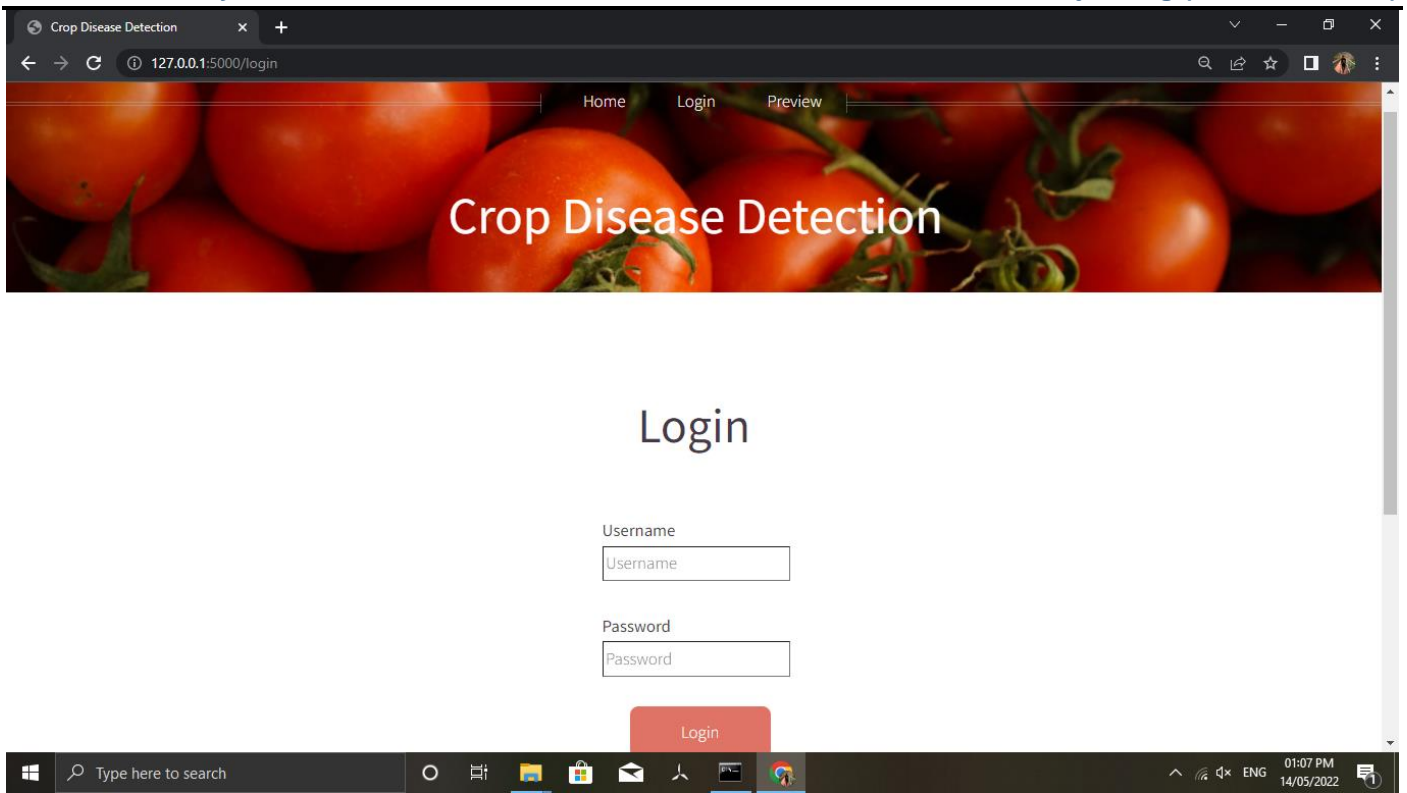 Crop Disease Detection
127.0.0.1:5000/login
Home Login Preview
Crop Disease Detection
Login
Username
Username
Password
Password
Login
Type here to search
ENG
01:07 PM
14/05/2022
1